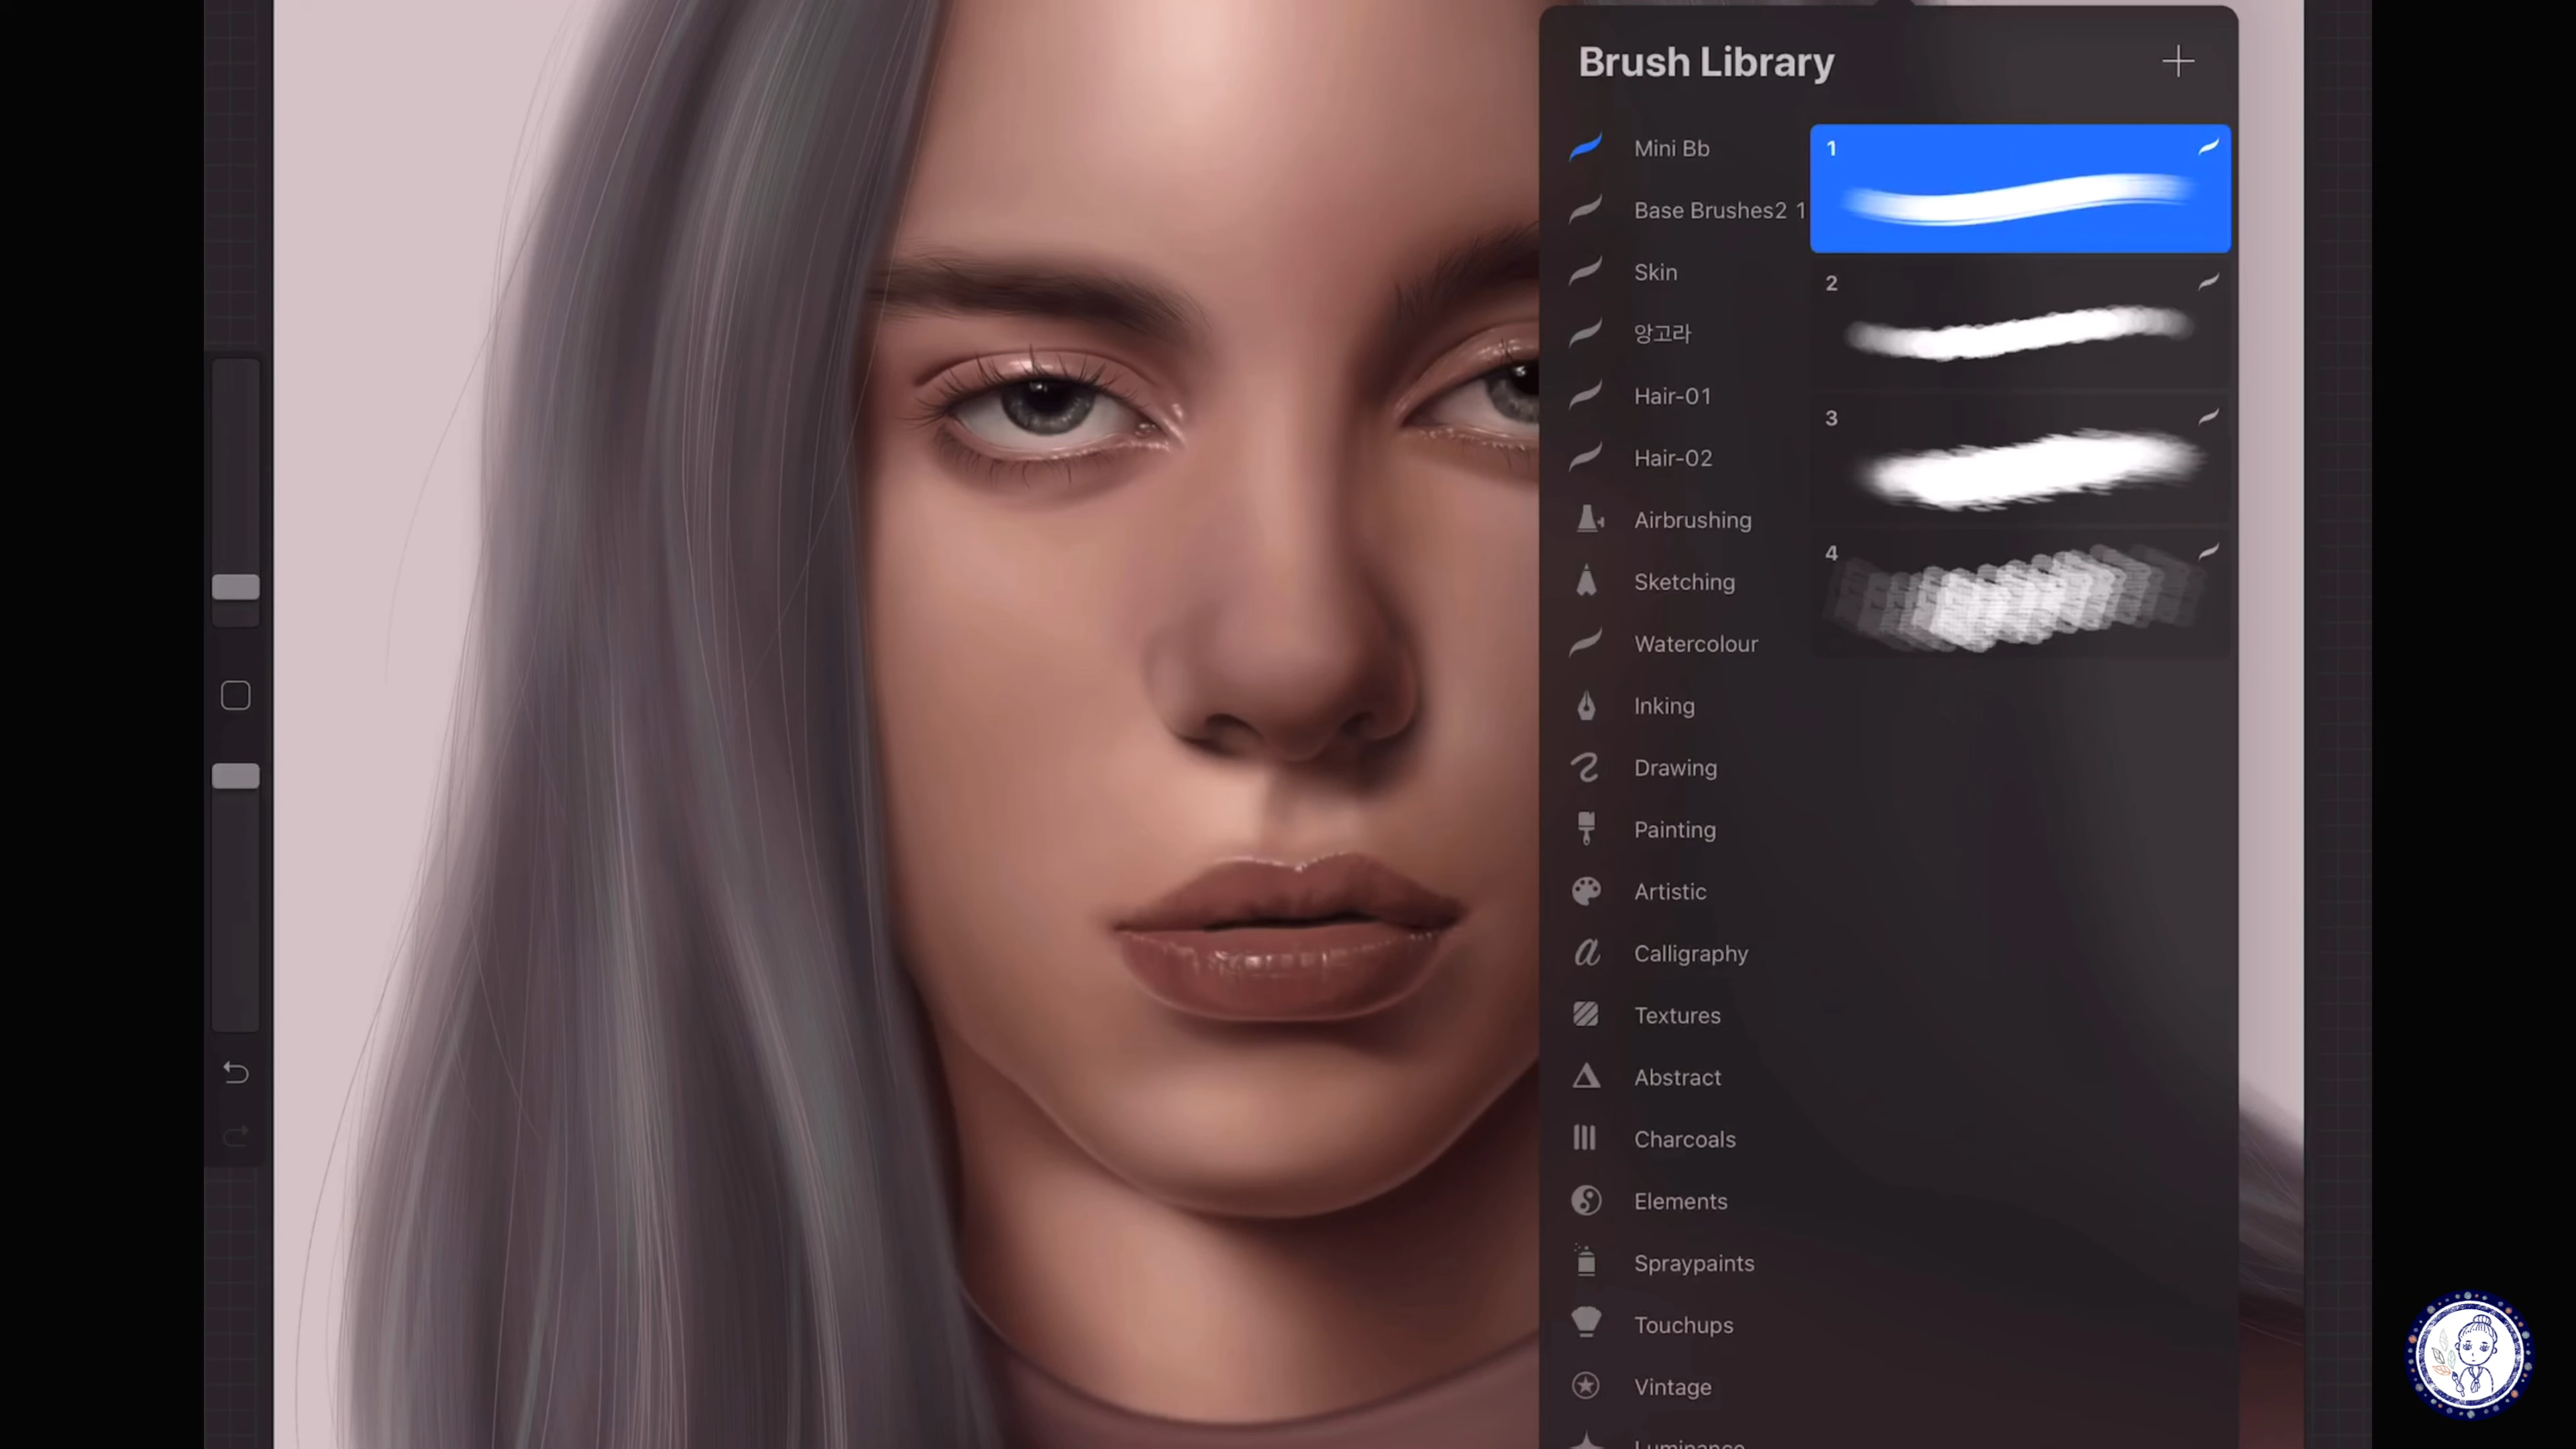 Brush Library
Mini Bb
Base Brushes2 1
Skin
앙고라
Hair-01
Hair-02
Airbrushing
Sketching
Watercolour
Inking
Drawing
Painting
Artistic
Calligraphy
Textures
Abstract
Charcoals
Elements
Spraypaints
Touchups
Vintage
Luminance
1
2
3
4